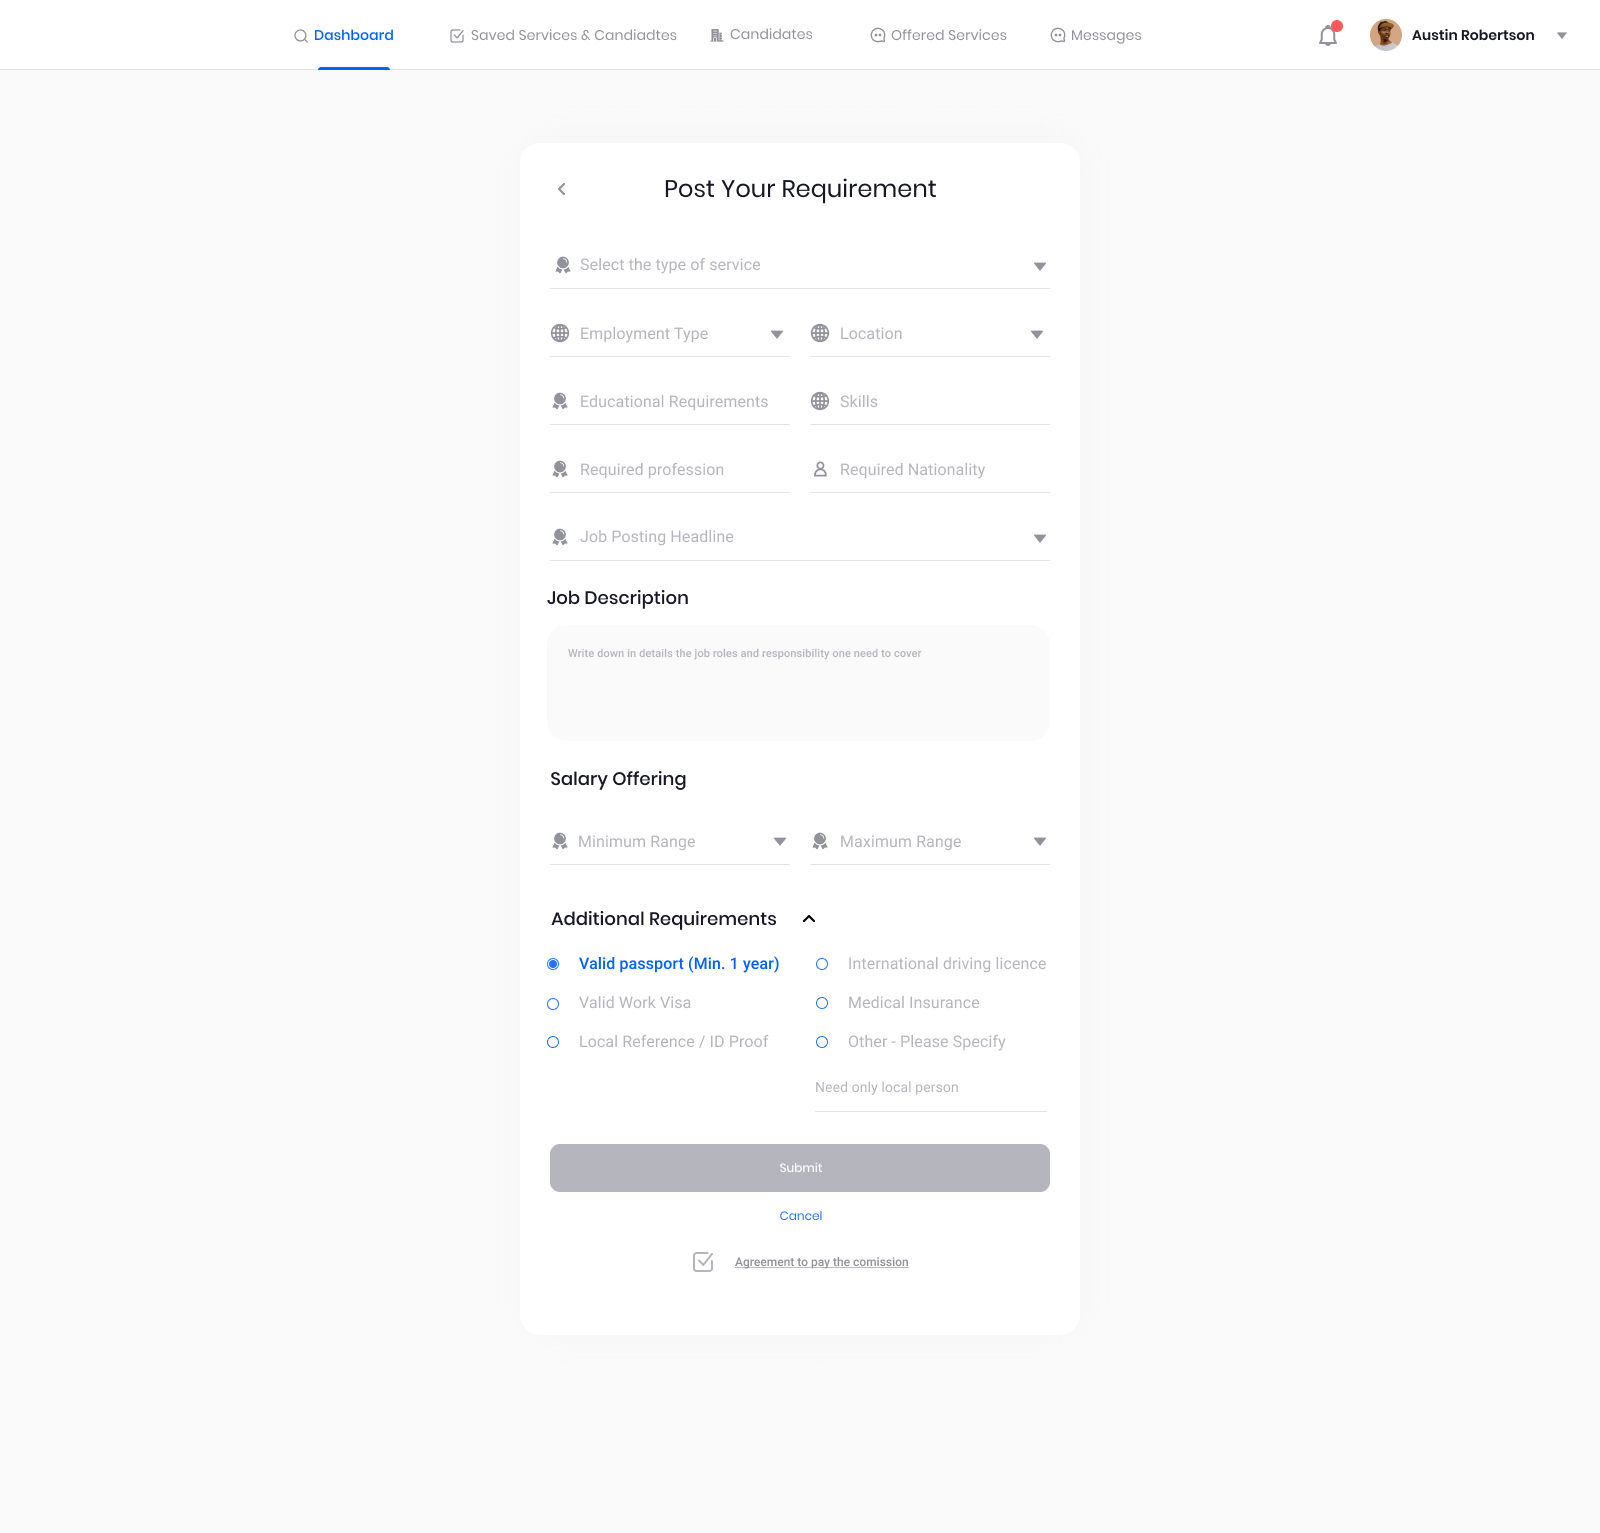 Dashboard
Saved Services & Candiadtes
Candidates
Offered Services
Messages
Austin Robertson
Post Your Requirement
Select the type of service
Employment Type
Location
Educational Requirements
Skills
Required profession
Required Nationality
Job Posting Headline
Job Description
Write down in details the job roles and responsibility one need to cover
Salary Offering
Minimum Range
Maximum Range
Additional Requirements
Valid passport (Min. 1 year)
International driving licence
Valid Work Visa
Medical Insurance
Local Reference / ID Proof
Other - Please Specify
Need only local person
Submit
Cancel
Agreement to pay the comission